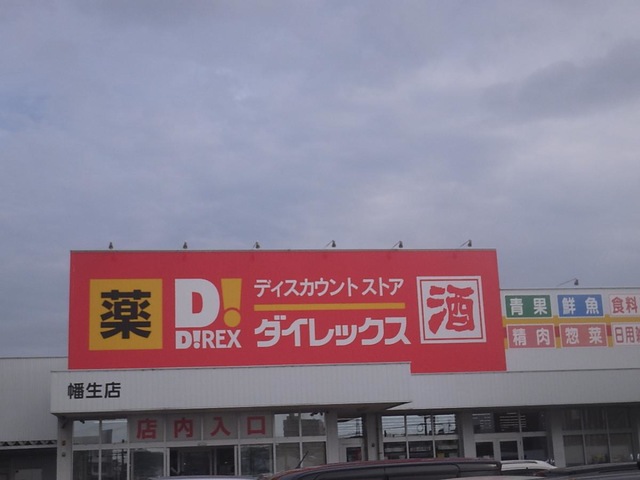 薬
D!
D!REX
ディスカウント ストア
ダイレックス
酒
青果 鮮魚 食料
精肉 惣菜 日用
幡生店
店内入口